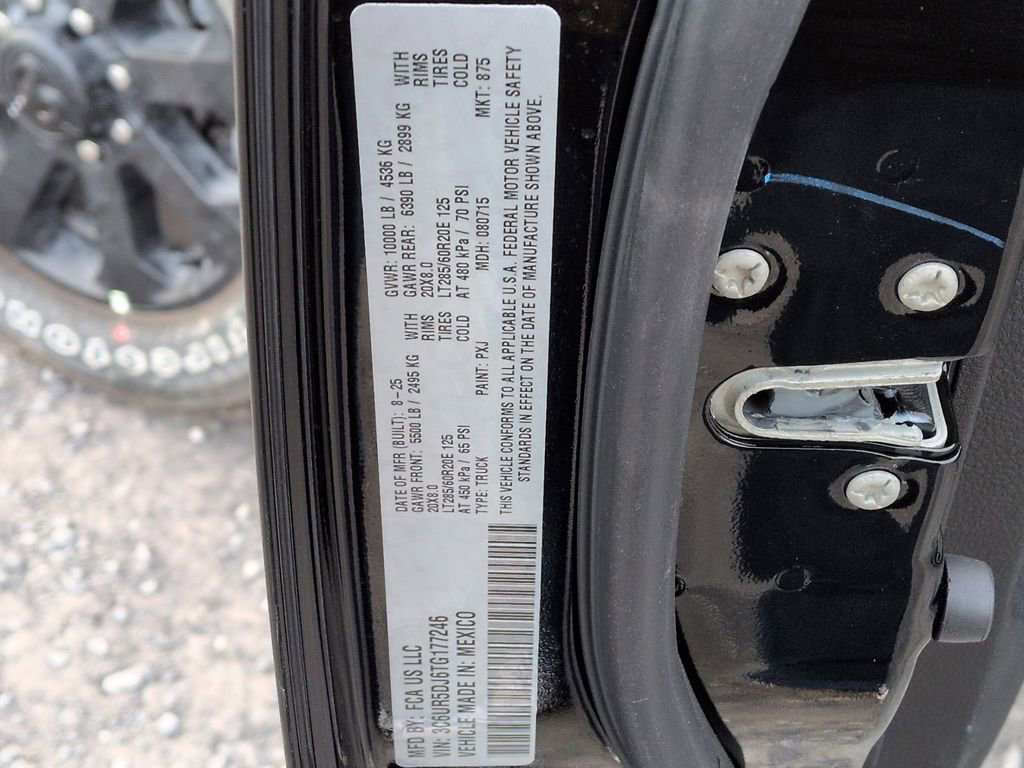 MFD BY: FCA US LLC
VIN: 3C6UR5DJ6TG177246
VEHICLE MADE IN: MEXICO
DATE OF MFR (BUILT): 8-25 GVWR: 10000 LB / 4536 KG
GAWR FRONT: 5500 LB / 2495 KG WITH GAWR REAR: 6390 LB / 2899 KG WITH
20X8.0 RIMS 20X8.0 RIMS
LT285/60R20E 125 TIRES LT285/60R20E 125 TIRES
AT 450 kPa / 65 PSI COLD AT 480 kPa / 70 PSI COLD
TYPE: TRUCK PAINT: PXJ MDH: 080715 MKT: 875
THIS VEHICLE CONFORMS TO ALL APPLICABLE U.S.A. FEDERAL MOTOR VEHICLE SAFETY
STANDARDS IN EFFECT ON THE DATE OF MANUFACTURE SHOWN ABOVE.